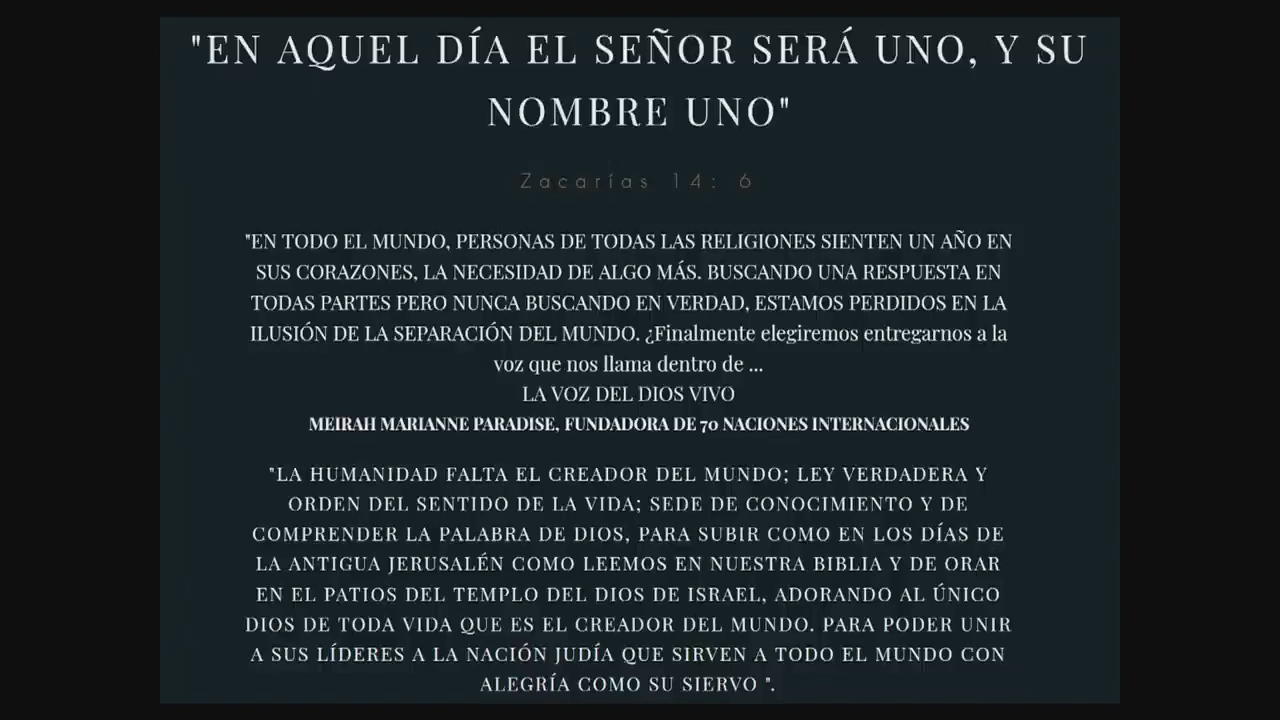 "EN AQUEL DÍA EL SEÑOR SERÁ UNO, Y SU
NOMBRE UNO"
Zacarías 14: 6
"EN TODO EL MUNDO, PERSONAS DE TODAS LAS RELIGIONES SIENTEN UN AÑO EN
SUS CORAZONES, LA NECESIDAD DE ALGO MÁS. BUSCANDO UNA RESPUESTA EN
TODAS PARTES PERO NUNCA BUSCANDO EN VERDAD, ESTAMOS PERDIDOS EN LA
ILUSIÓN DE LA SEPARACIÓN DEL MUNDO. ¿Finalmente elegiremos entregarnos a la
voz que nos llama dentro de ...
LA VOZ DEL DIOS VIVO
MEIRAH MARIANNE PARADISE, FUNDADORA DE 70 NACIONES INTERNACIONALES
"LA HUMANIDAD FALTA EL CREADOR DEL MUNDO; LEY VERDADERA Y
ORDEN DEL SENTIDO DE LA VIDA; SEDE DE CONOCIMIENTO Y DE
COMPRENDER LA PALABRA DE DIOS, PARA SUBIR COMO EN LOS DÍAS DE
LA ANTIGUA JERUSALÉN COMO LEEMOS EN NUESTRA BIBLIA Y DE ORAR
EN EL PATIOS DEL TEMPLO DEL DIOS DE ISRAEL, ADORANDO AL ÚNICO
DIOS DE TODA VIDA QUE ES EL CREADOR DEL MUNDO. PARA PODER UNIR
A SUS LÍDERES A LA NACIÓN JUDÍA QUE SIRVEN A TODO EL MUNDO CON
ALEGRÍA COMO SU SIERVO ".